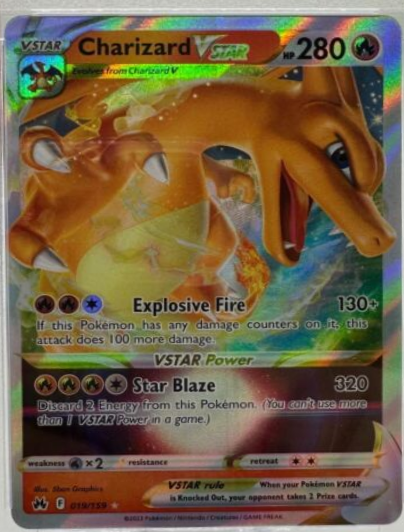 VSTAR Charizard VSTAR HP 280
Evolves from Charizard V
Explosive Fire 130+
If this Pokémon has any damage counters on it, this
attack does 100 more damage.
VSTAR Power
Star Blaze 320
Discard 2 Energy from this Pokémon. (You can't use more
than 1 VSTAR Power in a game.)
weakness ×2 resistance retreat
Illus. 5ban Graphics
VSTAR rule When your Pokémon VSTAR
is Knocked Out, your opponent takes 2 Prize cards.
F 019/159
©2023 Pokémon / Nintendo / Creatures / GAME FREAK